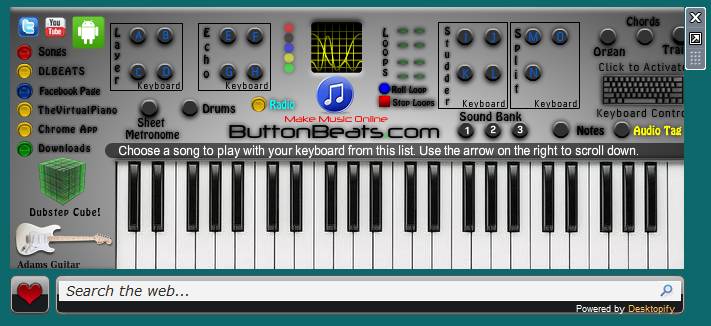 You
Tube
Songs
DLBEATS
Facebook Page
TheVirtualPiano
Chrome App
Downloads
Dubstep Cube!
Adams Guitar
Layer
A B
C D
Keyboard
Echo
E F
G H
Keyboard
Sheet
Metronome
Drums
Radio
Make Music Online
ButtonBeats.com
Loops
Roll Loop
Stop Loops
Studder
I J
K L
Keyboard
Split
M O
N
Keyboard
Sound Bank
1 2 3
Chords
Organ
Click to Activate
Keyboard Contro
Notes
Audio Tag
Choose a song to play with your keyboard from this list. Use the arrow on the right to scroll down.
Search the web...
Powered by Desktopify